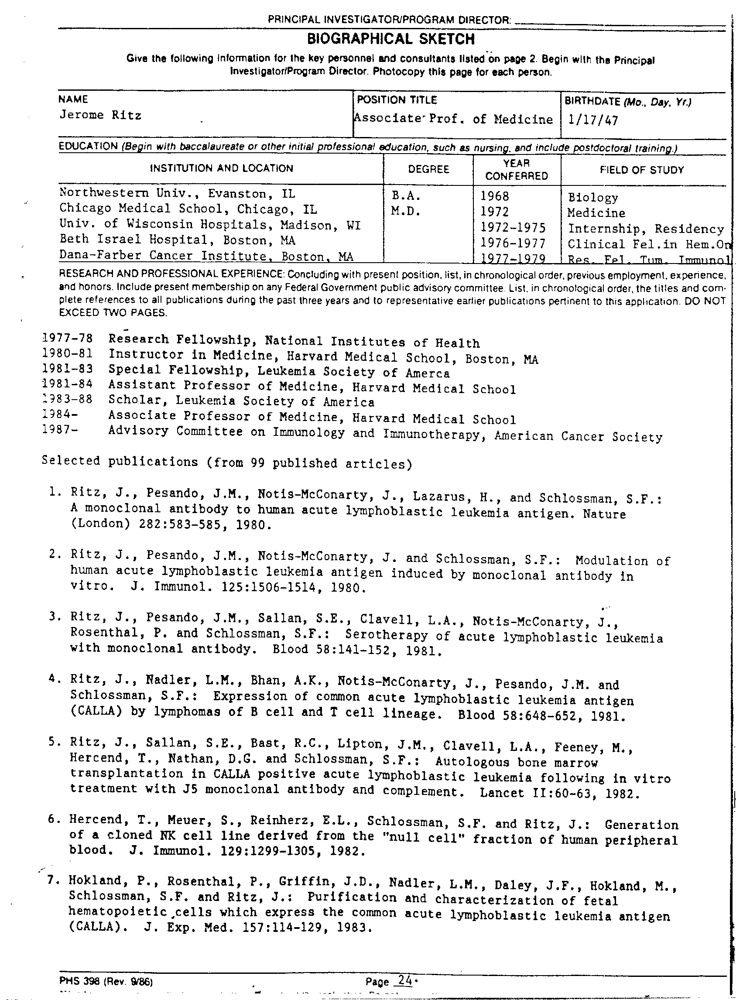 PRINCIPAL INVESTIGATOR/PROGRAM DIRECTOR:
BIOGRAPHICAL SKETCH
Give the following information for the key personnel and consultants listed on page 2. Begin with the Principal
Investigator/Program Director. Photocopy this page for each person.
NAME POSITION TITLE BIRTHDATE (Mo., Day, Yr.)
Jerome Ritz Associate Prof. of Medicine 1/17/47
EDUCATION (Begin with baccalaureate or other initial professional education, such as nursing, and include postdoctoral training.)
INSTITUTION AND LOCATION DEGREE YEAR CONFERRED FIELD OF STUDY
Northwestern Univ., Evanston, IL B.A. 1968 Biology
Chicago Medical School, Chicago, IL M.D. 1972 Medicine
Univ. of Wisconsin Hospitals, Madison, WI 1972-1975 Internship, Residency
Beth Israel Hospital, Boston, MA 1976-1977 Clinical Fel.in Hem.On
Dana-Farber Cancer Institute, Boston, MA 1977-1979 Res. Fel. Tum. Immunol
RESEARCH AND PROFESSIONAL EXPERIENCE: Concluding with present position, list, in chronological order, previous employment, experience,
and honors. Include present membership on any Federal Government public advisory committee. List, in chronological order, the titles and com-
plete references to all publications during the past three years and to representative earlier publications pertinent to this application. DO NOT
EXCEED TWO PAGES.
1977-78 Research Fellowship, National Institutes of Health
1980-81 Instructor in Medicine, Harvard Medical School, Boston, MA
1981-83 Special Fellowship, Leukemia Society of Amerca
1981-84 Assistant Professor of Medicine, Harvard Medical School
1983-88 Scholar, Leukemia Society of America
1984- Associate Professor of Medicine, Harvard Medical School
1987- Advisory Committee on Immunology and Immunotherapy, American Cancer Society
Selected publications (from 99 published articles)
1. Ritz, J., Pesando, J.M., Notis-McConarty, J., Lazarus, H., and Schlossman, S.F.:
A monoclonal antibody to human acute lymphoblastic leukemia antigen. Nature
(London) 282:583-585, 1980.
2. Ritz, J., Pesando, J.M., Notis-McConarty, J. and Schlossman, S.F.: Modulation of
human acute lymphoblastic leukemia antigen induced by monoclonal antibody in
vitro. J. Immunol. 125:1506-1514, 1980.
3. Ritz, J., Pesando, J.M., Sallan, S.E., Clavell, L.A., Notis-McConarty, J.,
Rosenthal, P. and Schlossman, S.F.: Serotherapy of acute lymphoblastic leukemia
with monoclonal antibody. Blood 58:141-152, 1981.
4. Ritz, J., Nadler, L.M., Bhan, A.K., Notis-McConarty, J., Pesando, J.M. and
Schlossman, S.F.: Expression of common acute lymphoblastic leukemia antigen
(CALLA) by lymphomas of B cell and T cell lineage. Blood 58:648-652, 1981.
5. Ritz, J., Sallan, S.E., Bast, R.C., Lipton, J.M., Clavell, L.A., Feeney, M.,
Hercend, T., Nathan, D.G. and Schlossman, S.F.: Autologous bone marrow
transplantation in CALLA positive acute lymphoblastic leukemia following in vitro
treatment with J5 monoclonal antibody and complement. Lancet II:60-63, 1982.
6. Hercend, T., Meuer, S., Reinherz, E.L., Schlossman, S.F. and Ritz, J.: Generation
of a cloned NK cell line derived from the "null cell" fraction of human peripheral
blood. J. Immunol. 129:1299-1305, 1982.
7. Hokland, P., Rosenthal, P., Griffin, J.D., Nadler, L.M., Daley, J.F., Hokland, M.,
Schlossman, S.F. and Ritz, J.: Purification and characterization of fetal
hematopoietic cells which express the common acute lymphoblastic leukemia antigen
(CALLA). J. Exp. Med. 157:114-129, 1983.
PHS 398 (Rev. 9/86) Page 24